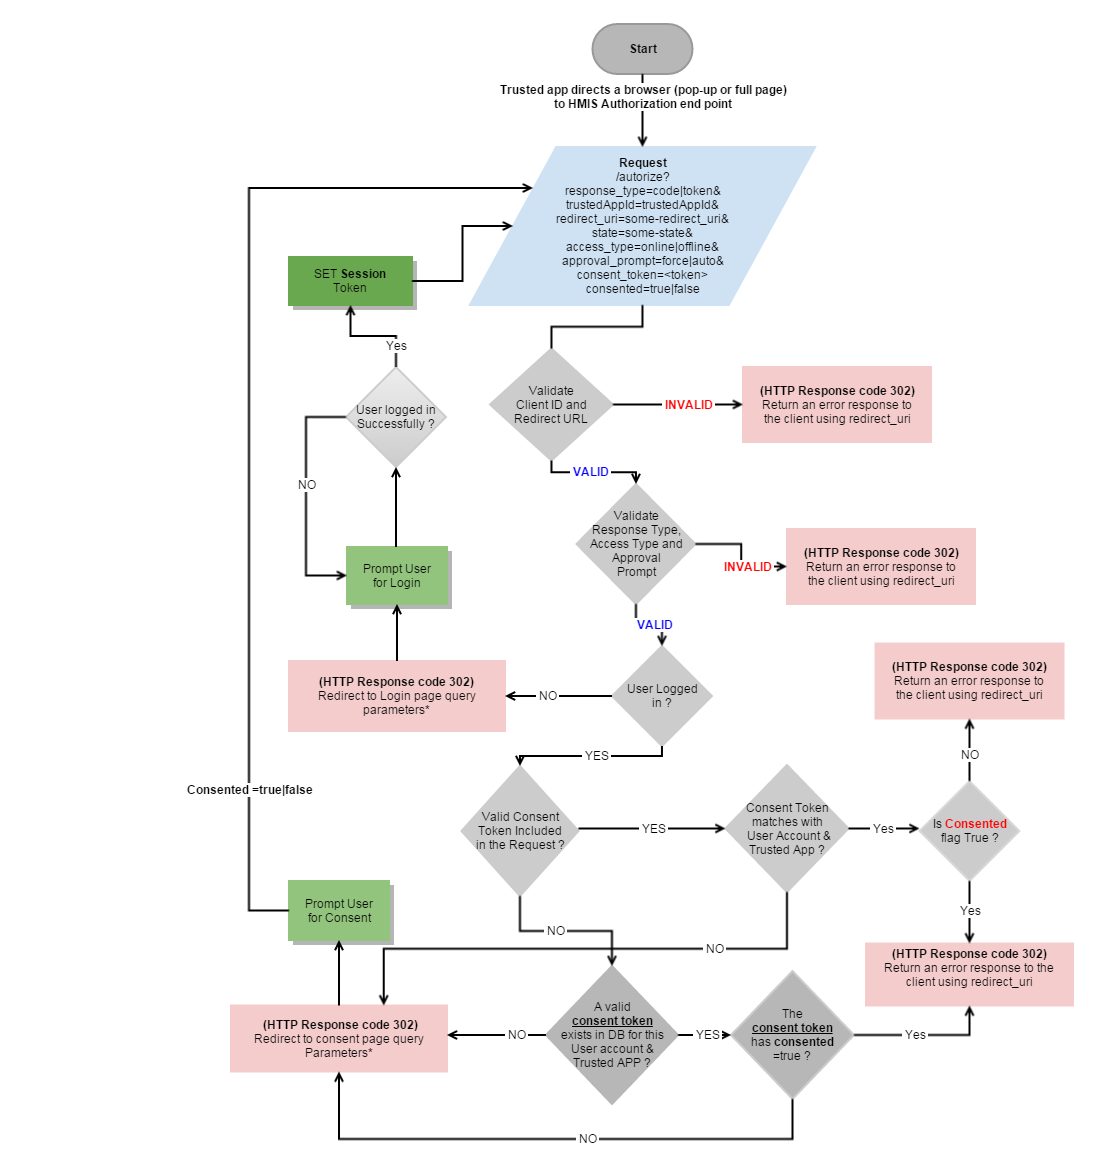 Start
Trusted app directs a browser (pop-up or full page)
to HMIS Authorization end point
Request
/autorize?
response_type=code|token&
trustedAppId=trustedAppId&
redirect_uri=some-redirect_uri&
state=some-state&
access_type=online|offline&
approval_prompt=force|auto&
consent_token=<token>
consented=true|false
SET Session
Token
Yes
User logged in
Successfully ?
NO
Prompt User
for Login
Validate
Client ID and
Redirect URL
INVALID
(HTTP Response code 302)
Return an error response to
the client using redirect_uri
VALID
Validate
Response Type,
Access Type and
Approval
Prompt
INVALID
(HTTP Response code 302)
Return an error response to
the client using redirect_uri
VALID
User Logged
in ?
NO
(HTTP Response code 302)
Redirect to Login page query
parameters*
YES
(HTTP Response code 302)
Return an error response to
the client using redirect_uri
NO
Consented =true|false
Valid Consent
Token Included
in the Request ?
YES
Consent Token
matches with
User Account &
Trusted App ?
Yes
Is Consented
flag True ?
Yes
Prompt User
for Consent
NO
NO
(HTTP Response code 302)
Return an error response to the
client using redirect_uri
(HTTP Response code 302)
Redirect to consent page query
Parameters*
NO
A valid
consent token
exists in DB for this
User account &
Trusted APP ?
YES
The
consent token
has consented
=true ?
Yes
NO